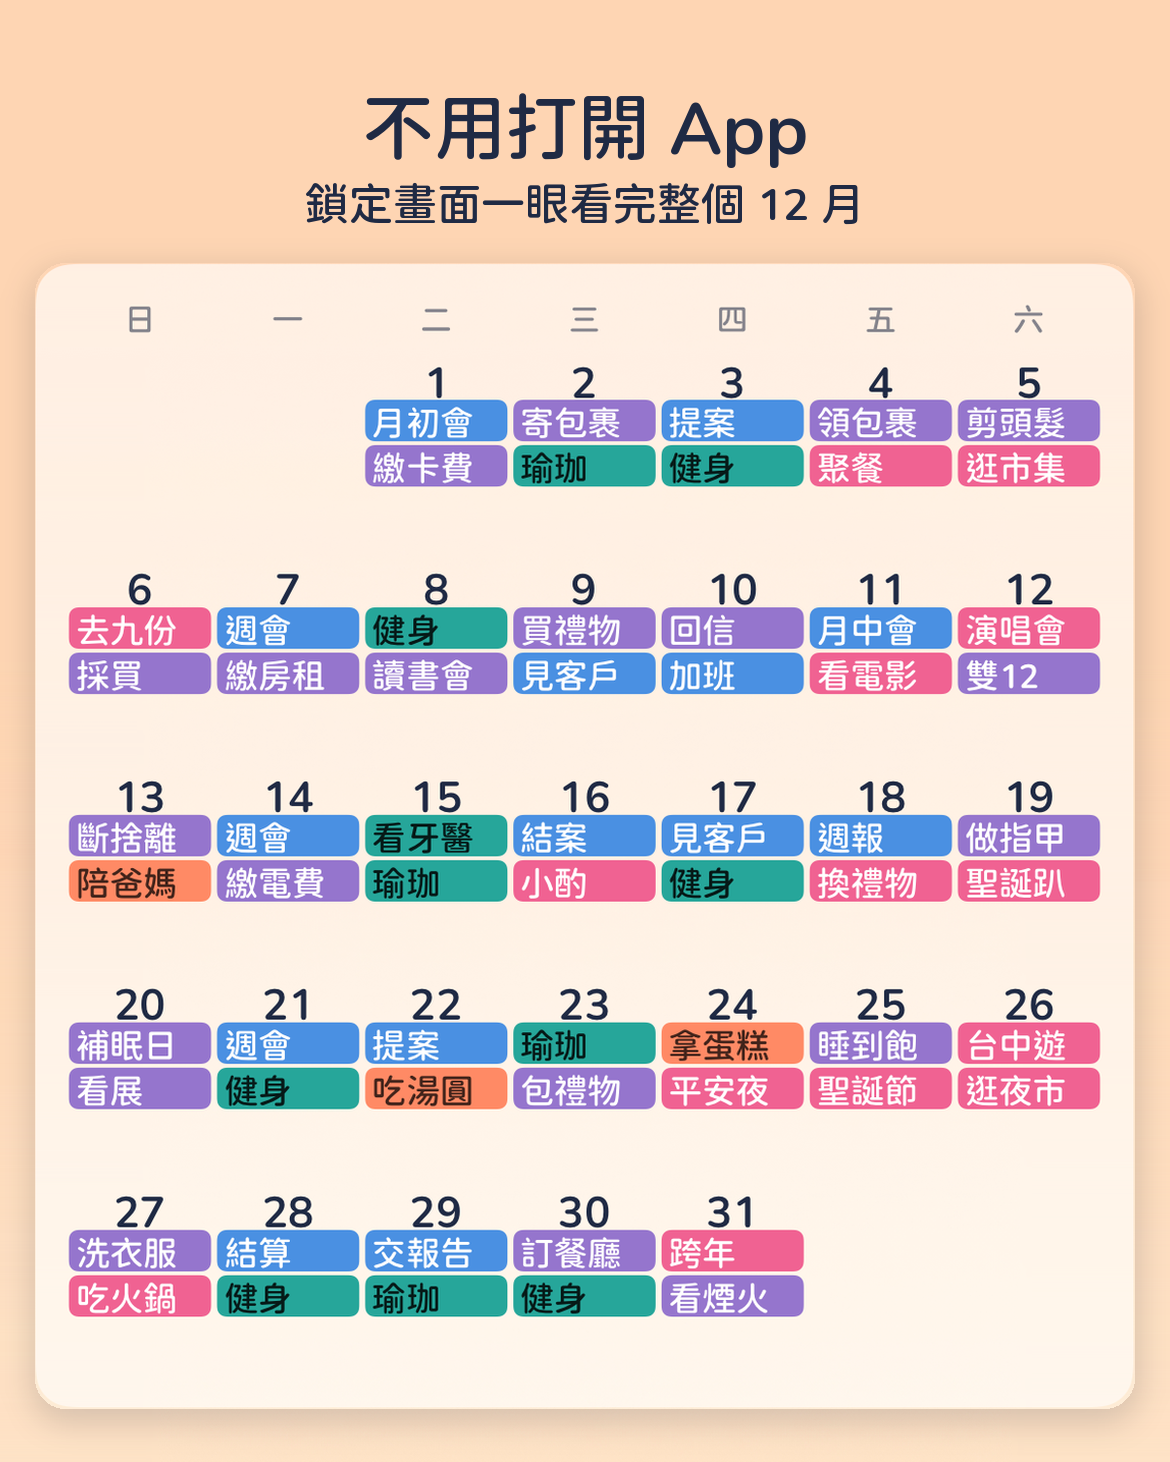 不用打開 App
鎖定畫面一眼看完整個 12 月
日 一 二 三 四 五 六
1 2 3 4 5
月初會 寄包裹 提案 領包裹 剪頭髮
繳卡費 瑜珈 健身 聚餐 逛市集
6 7 8 9 10 11 12
去九份 週會 健身 買禮物 回信 月中會 演唱會
採買 繳房租 讀書會 見客戶 加班 看電影 雙12
13 14 15 16 17 18 19
斷捨離 週會 看牙醫 結案 見客戶 週報 做指甲
陪爸媽 繳電費 瑜珈 小酌 健身 換禮物 聖誕趴
20 21 22 23 24 25 26
補眠日 週會 提案 瑜珈 拿蛋糕 睡到飽 台中遊
看展 健身 吃湯圓 包禮物 平安夜 聖誕節 逛夜市
27 28 29 30 31
洗衣服 結算 交報告 訂餐廳 跨年
吃火鍋 健身 瑜珈 健身 看煙火